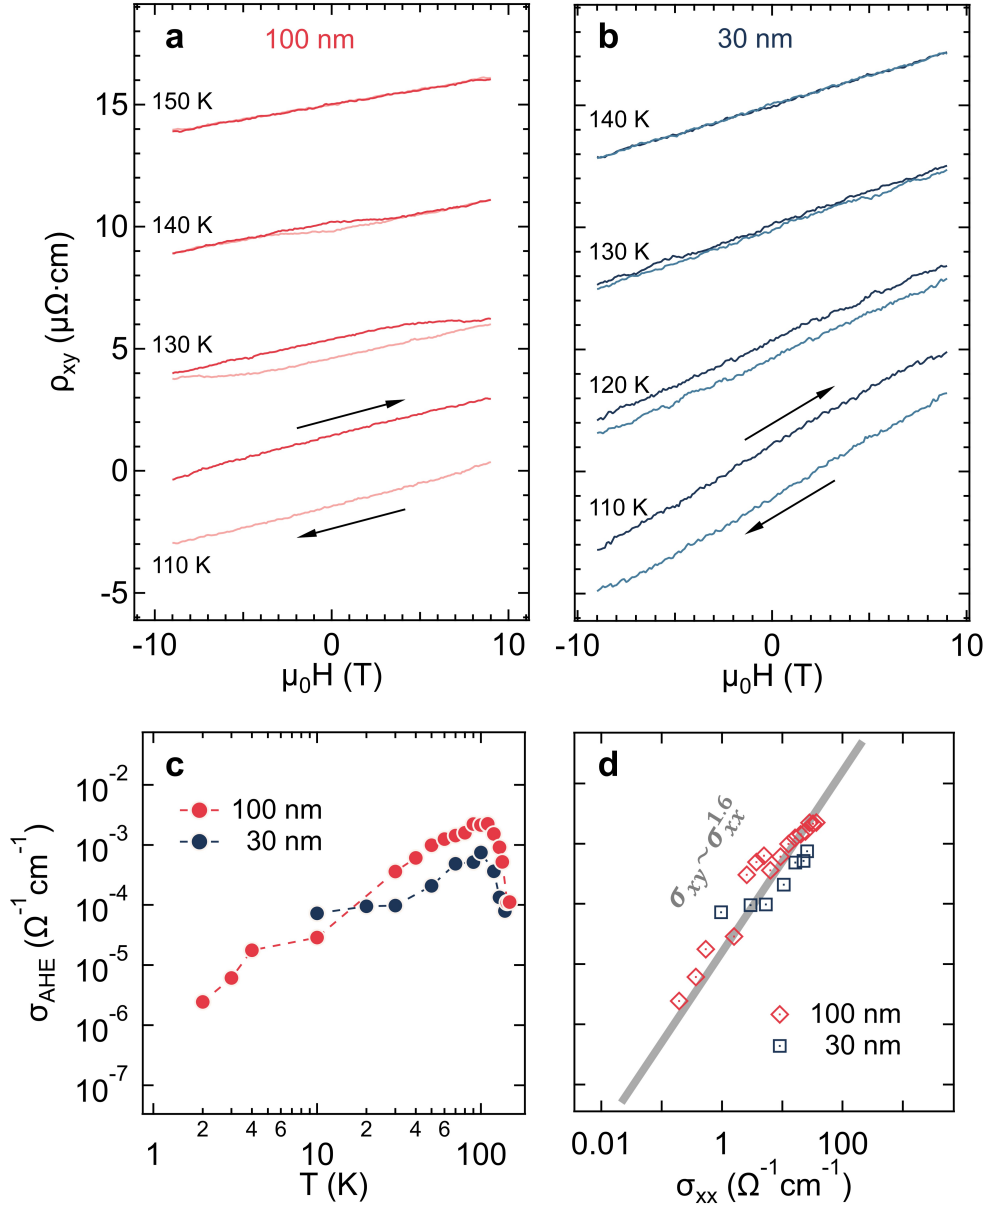 a
100 nm
15
10
5
0
-5
ρxy (μΩ·cm)
150 K
140 K
130 K
110 K
-10
0
10
μ0H (T)
b
30 nm
140 K
130 K
120 K
110 K
-10
0
10
μ0H (T)
c
100 nm
30 nm
10-2
10-3
10-4
10-5
10-6
10-7
σAHE (Ω-1 cm-1)
2
4
6
2
4
6
1
10
100
T (K)
d
σxy~σxx1.6
100 nm
30 nm
0.01
1
100
σxx (Ω-1cm-1)